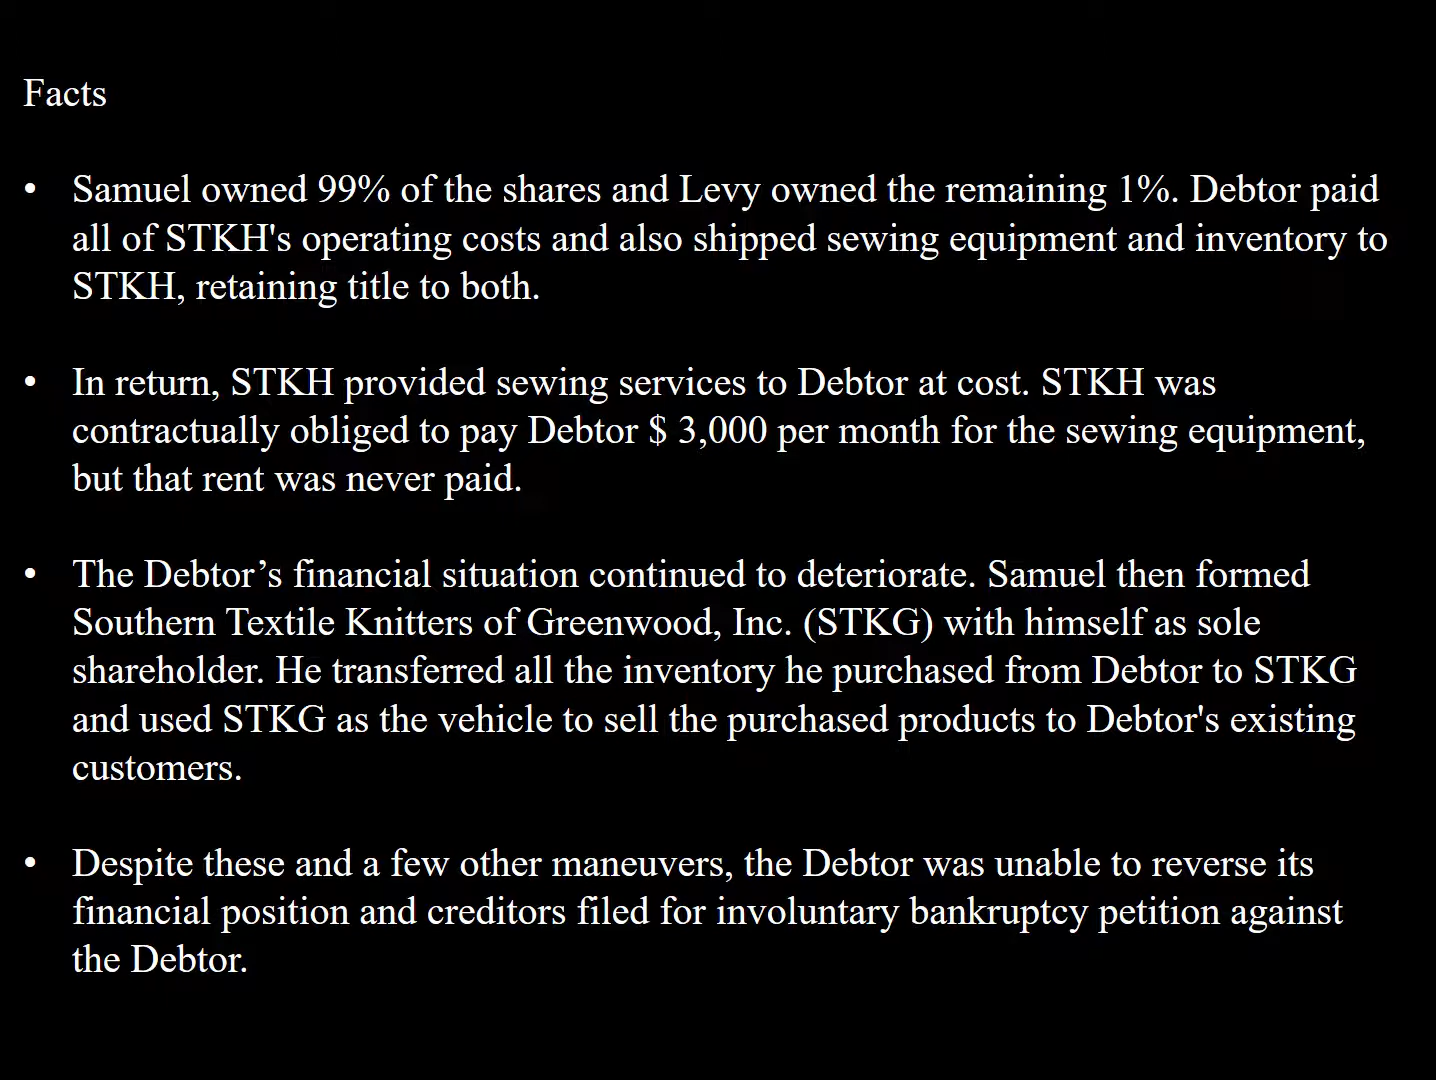 Facts
• Samuel owned 99% of the shares and Levy owned the remaining 1%. Debtor paid
all of STKH's operating costs and also shipped sewing equipment and inventory to
STKH, retaining title to both.
• In return, STKH provided sewing services to Debtor at cost. STKH was
contractually obliged to pay Debtor $ 3,000 per month for the sewing equipment,
but that rent was never paid.
• The Debtor’s financial situation continued to deteriorate. Samuel then formed
Southern Textile Knitters of Greenwood, Inc. (STKG) with himself as sole
shareholder. He transferred all the inventory he purchased from Debtor to STKG
and used STKG as the vehicle to sell the purchased products to Debtor's existing
customers.
• Despite these and a few other maneuvers, the Debtor was unable to reverse its
financial position and creditors filed for involuntary bankruptcy petition against
the Debtor.